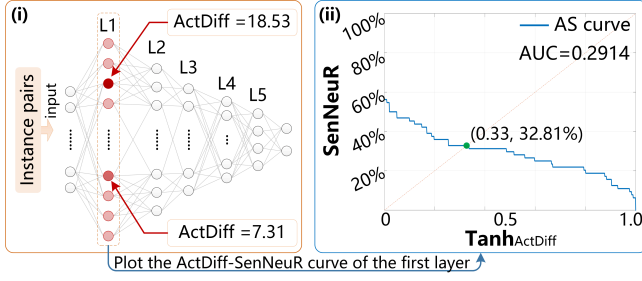 (i)
L1
ActDiff =18.53
L2
L3
L4
L5
Instance pairs
input
ActDiff =7.31
Plot the ActDiff-SenNeuR curve of the first layer
(ii)
100%
80%
60%
40%
20%
SenNeuR
AS curve
AUC=0.2914
(0.33, 32.81%)
0
0.5
1.0
TanhActDiff